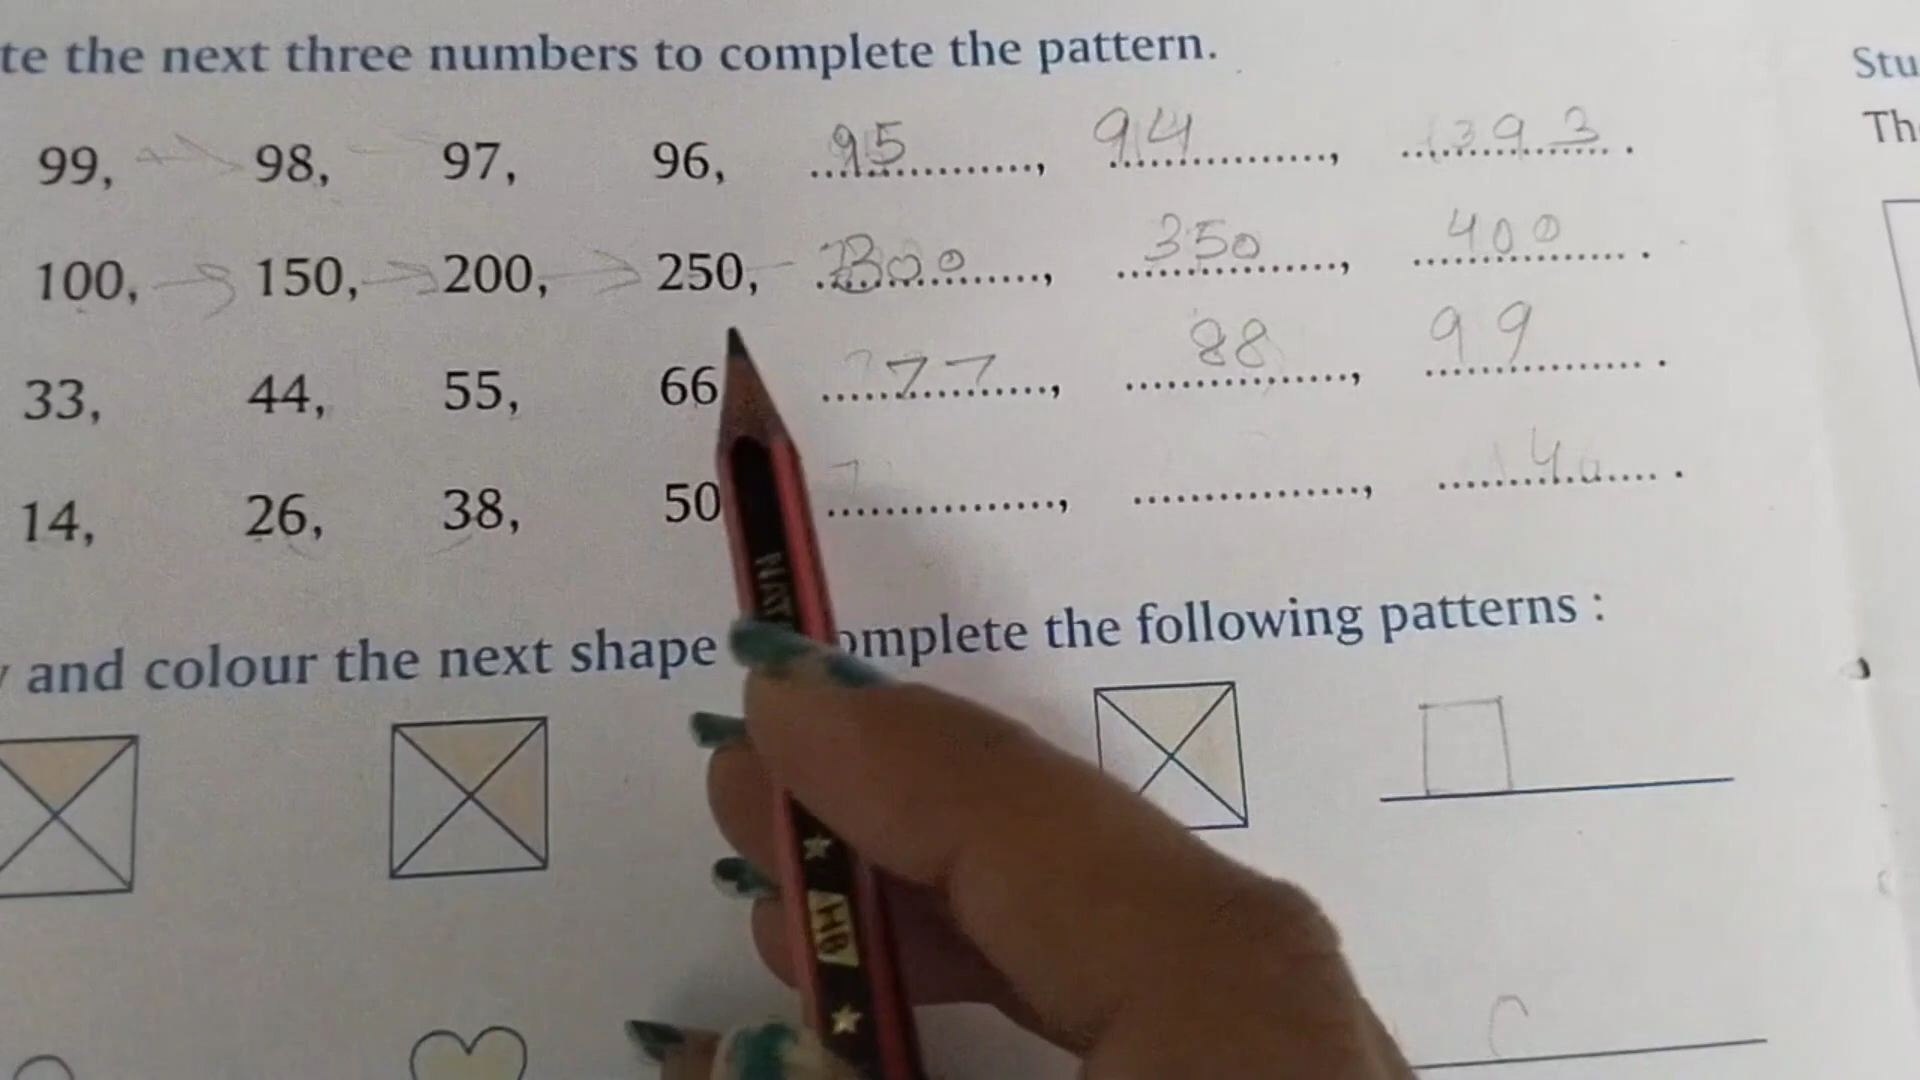 te the next three numbers to complete the pattern.
Stu
99, 98, 97, 96, 95, 94, 93.
Th
100, 150, 200, 250, 300, 350, 400.
33, 44, 55, 66 77, 88, 99.
14, 26, 38, 50
and colour the next shape omplete the following patterns :
HB